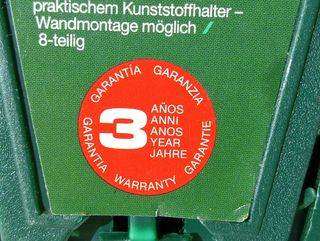 praktischem Kunststoffhalter –
Wandmontage möglich /
8-teilig
GARANTÍA GARANZIA
3
AÑOS
ANNI
ANOS
YEAR
JAHRE
GARANTIA WARRANTY GARANTIE